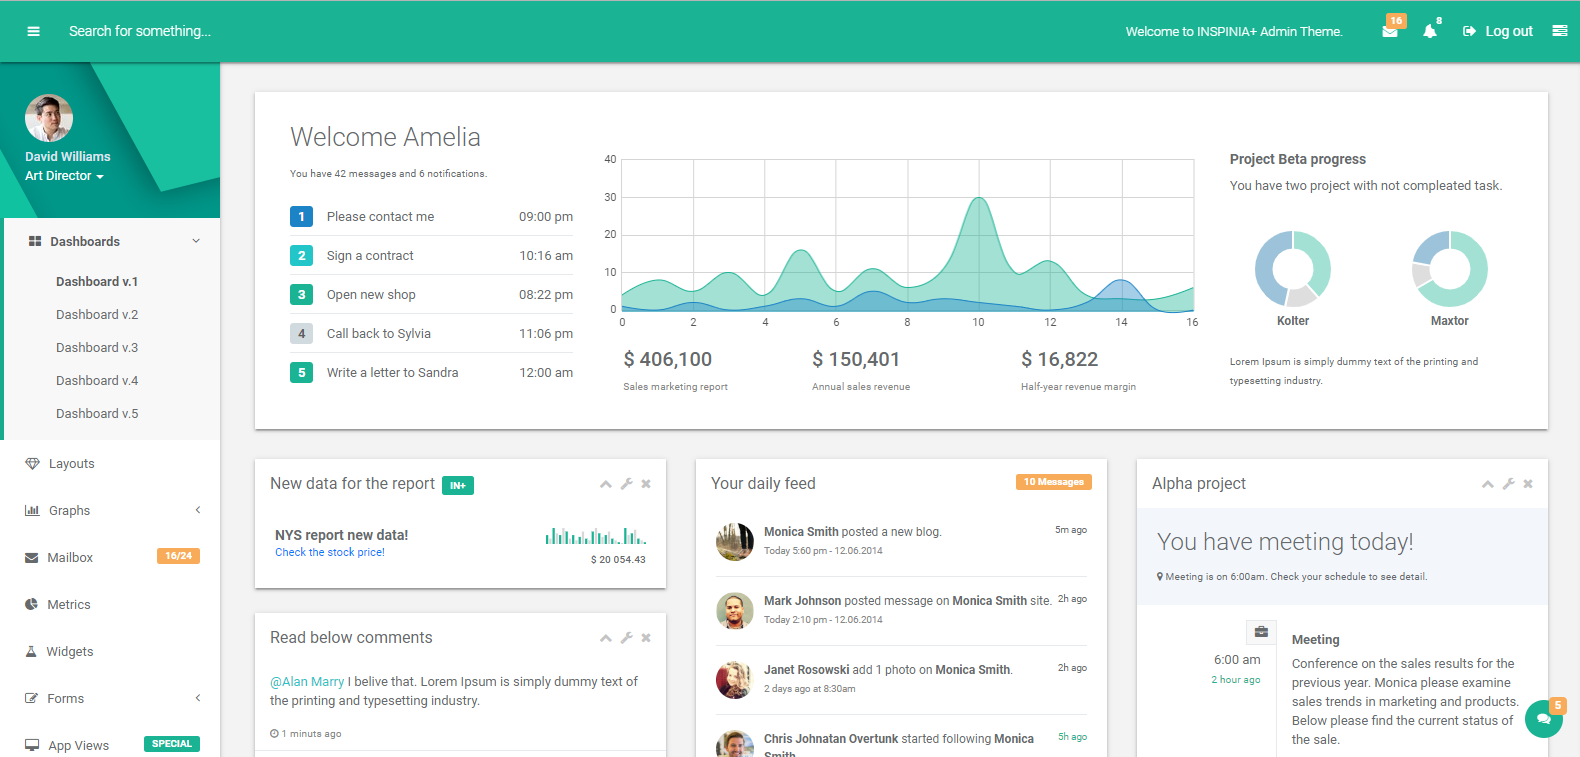 Search for something...
Welcome to INSPINIA+ Admin Theme.
16
8
Log out
David Williams
Art Director
Dashboards
Dashboard v.1
Dashboard v.2
Dashboard v.3
Dashboard v.4
Dashboard v.5
Layouts
Graphs
Mailbox
16/24
Metrics
Widgets
Forms
App Views
SPECIAL
Welcome Amelia
You have 42 messages and 6 notifications.
1 Please contact me 09:00 pm
2 Sign a contract 10:16 am
3 Open new shop 08:22 pm
4 Call back to Sylvia 11:06 pm
5 Write a letter to Sandra 12:00 am
40
30
20
10
0
0 2 4 6 8 10 12 14 16
$ 406,100
Sales marketing report
$ 150,401
Annual sales revenue
$ 16,822
Half-year revenue margin
Project Beta progress
You have two project with not compleated task.
Kolter
Maxtor
Lorem Ipsum is simply dummy text of the printing and
typesetting industry.
New data for the report IN+
NYS report new data!
Check the stock price!
$ 20 054.43
Read below comments
@Alan Marry I belive that. Lorem Ipsum is simply dummy text of
the printing and typesetting industry.
1 minuts ago
Your daily feed
10 Messages
Monica Smith posted a new blog.
5m ago
Today 5:60 pm - 12.06.2014
Mark Johnson posted message on Monica Smith site.
2h ago
Today 2:10 pm - 12.06.2014
Janet Rosowski add 1 photo on Monica Smith.
2h ago
2 days ago at 8:30am
Chris Johnatan Overtunk started following Monica
5h ago
Smith
Alpha project
You have meeting today!
Meeting is on 6:00am. Check your schedule to see detail.
6:00 am
2 hour ago
Meeting
Conference on the sales results for the
previous year. Monica please examine
sales trends in marketing and products.
Below please find the current status of
the sale.
5